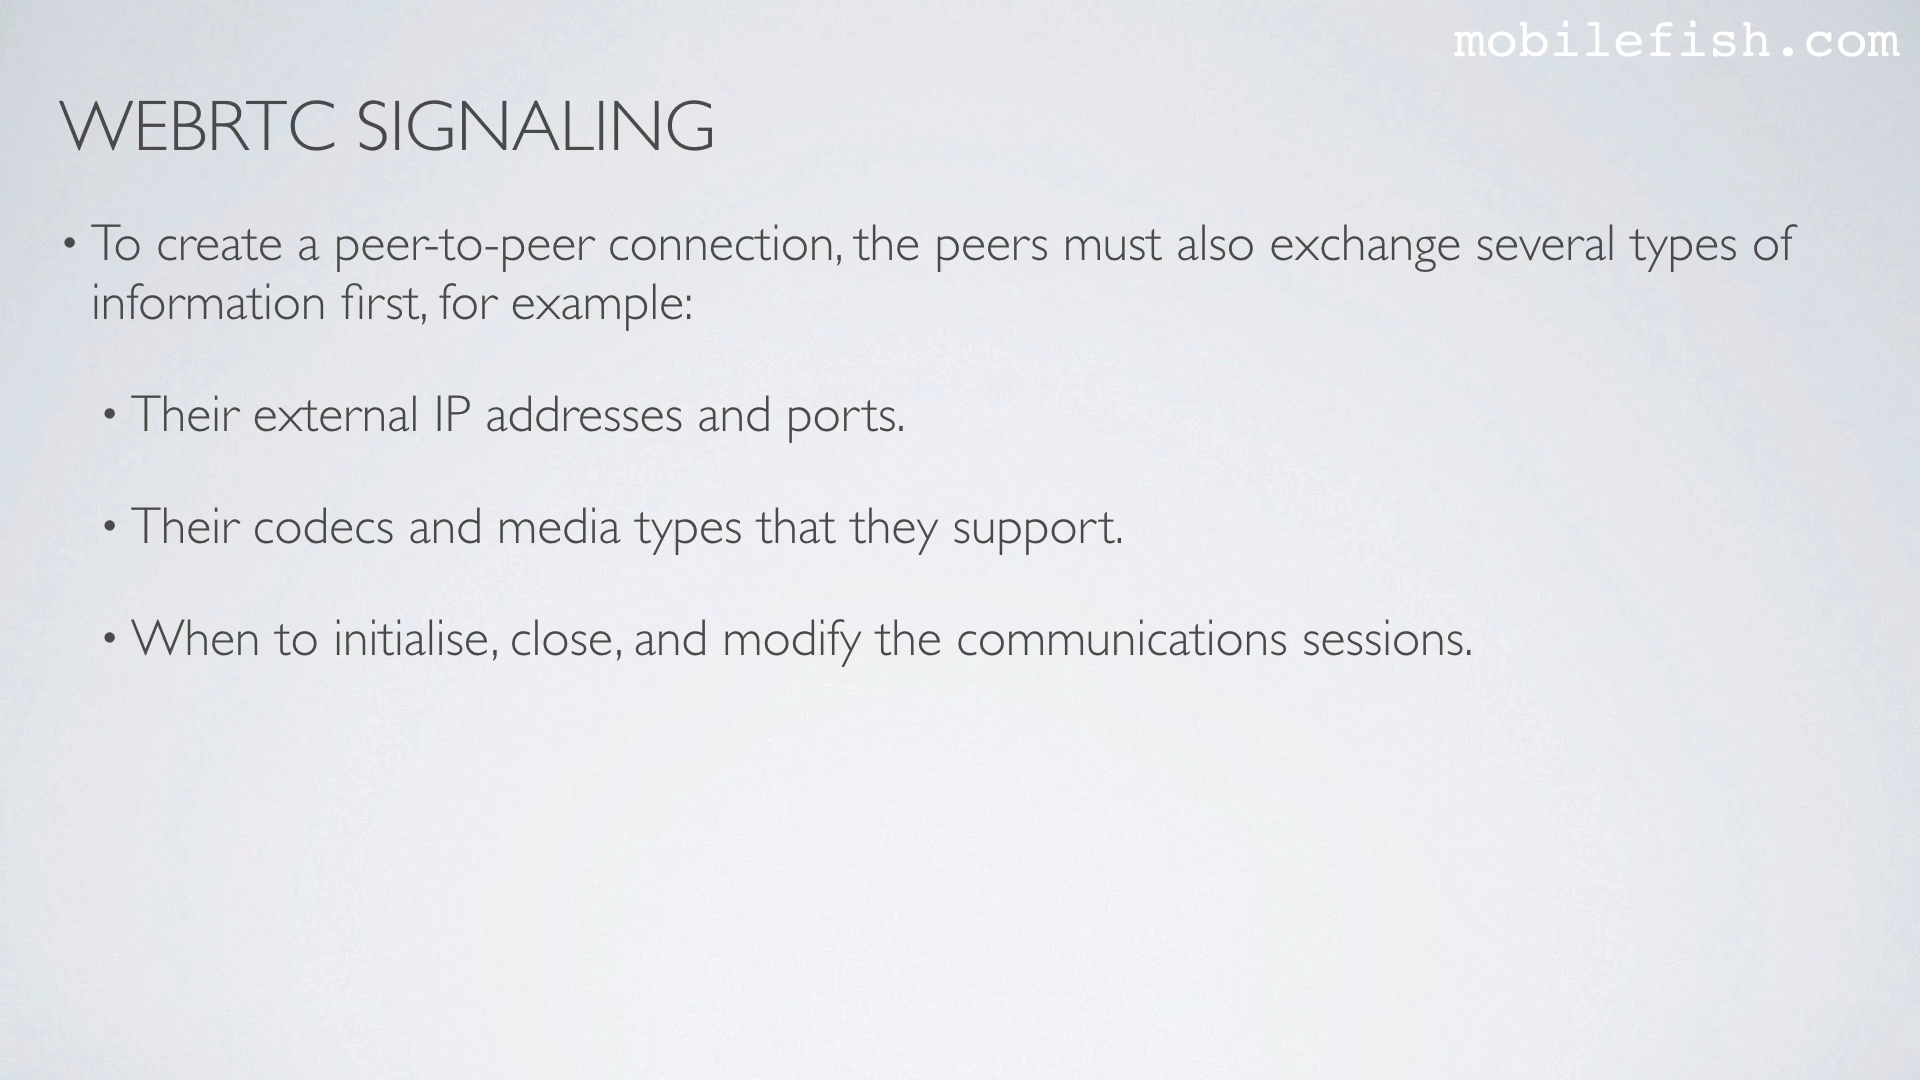 mobilefish.com
WEBRTC SIGNALING
• To create a peer-to-peer connection, the peers must also exchange several types of
information first, for example:
• Their external IP addresses and ports.
• Their codecs and media types that they support.
• When to initialise, close, and modify the communications sessions.